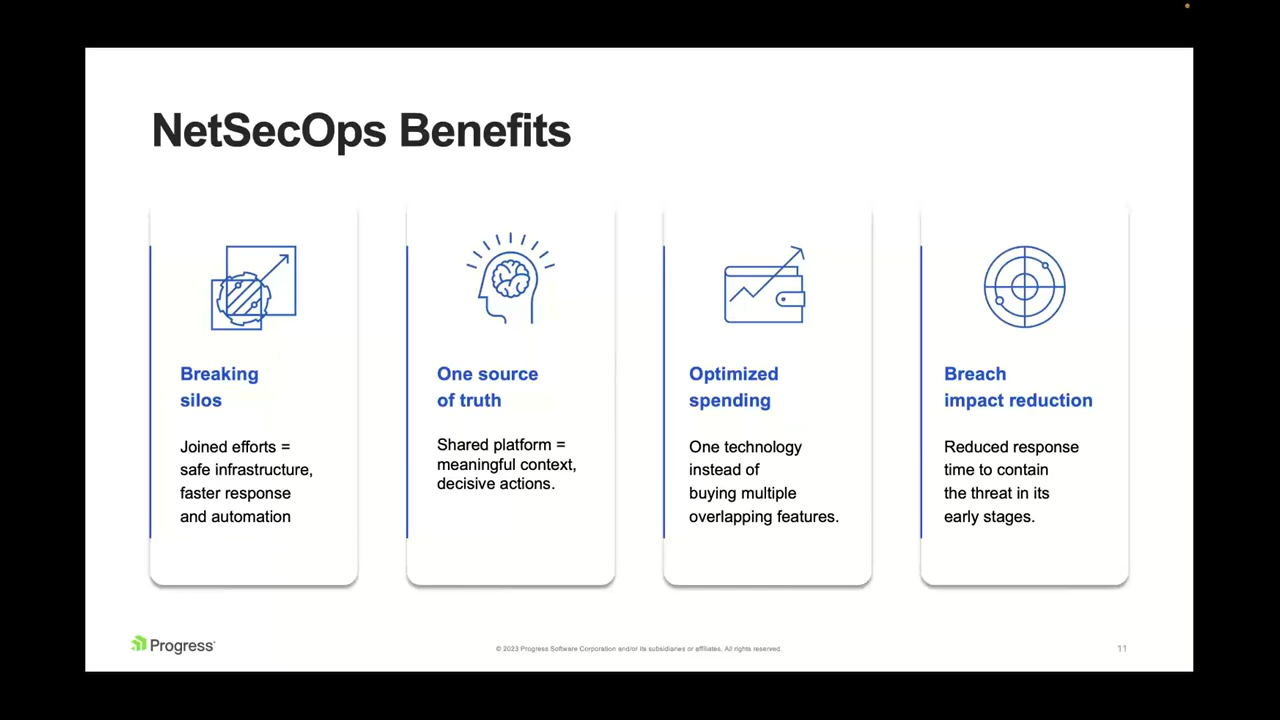 NetSecOps Benefits
Breaking
silos
Joined efforts =
safe infrastructure,
faster response
and automation
One source
of truth
Shared platform =
meaningful context,
decisive actions.
Optimized
spending
One technology
instead of
buying multiple
overlapping features.
Breach
impact reduction
Reduced response
time to contain
the threat in its
early stages.
Progress
© 2023 Progress Software Corporation and/or its subsidiaries or affiliates. All rights reserved.
11